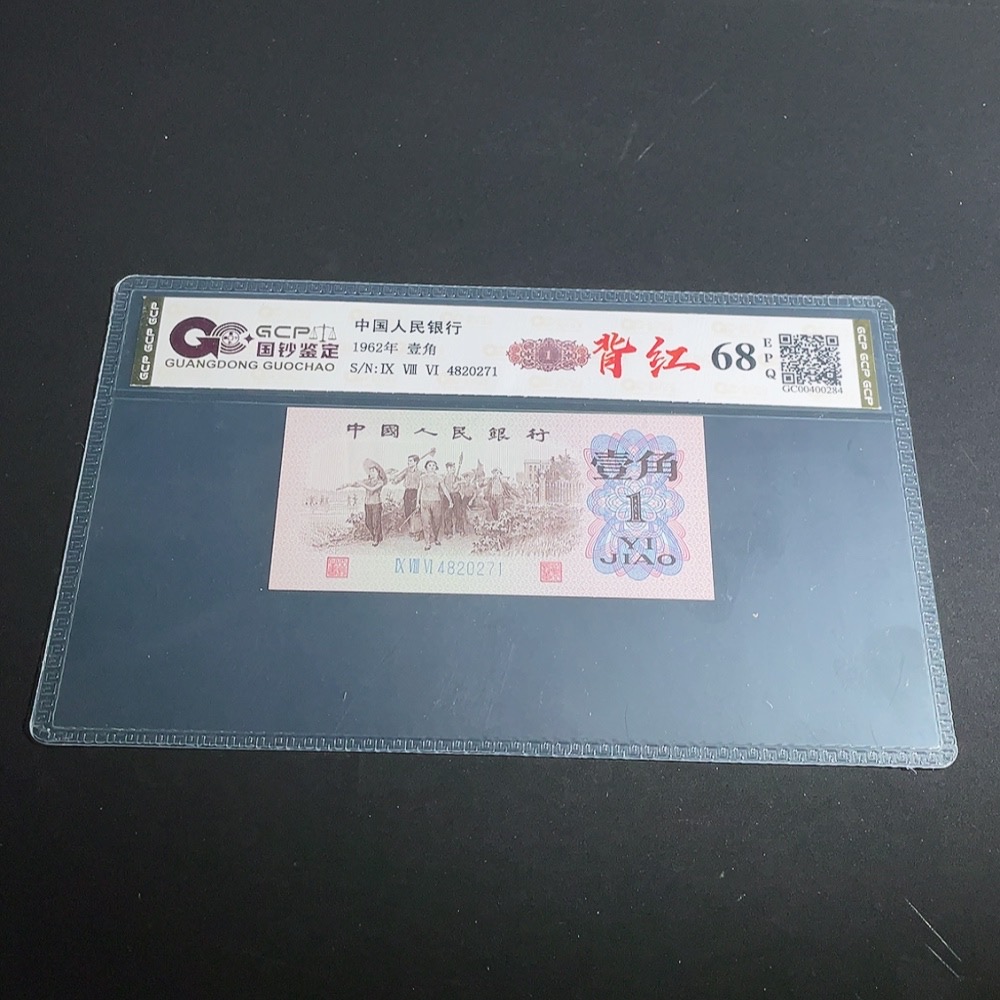 GCP GCP GCP
GCP
国钞鉴定
GUANGDONG GUOCHAO
中国人民银行
1962年 壹角
S/N:IX VIII VI 4820271
1
背红
68
EPQ
GC00400284
GCP GCP GCP
中國人民銀行
壹角
1
YI
JIAO
IX VIII VI 4820271